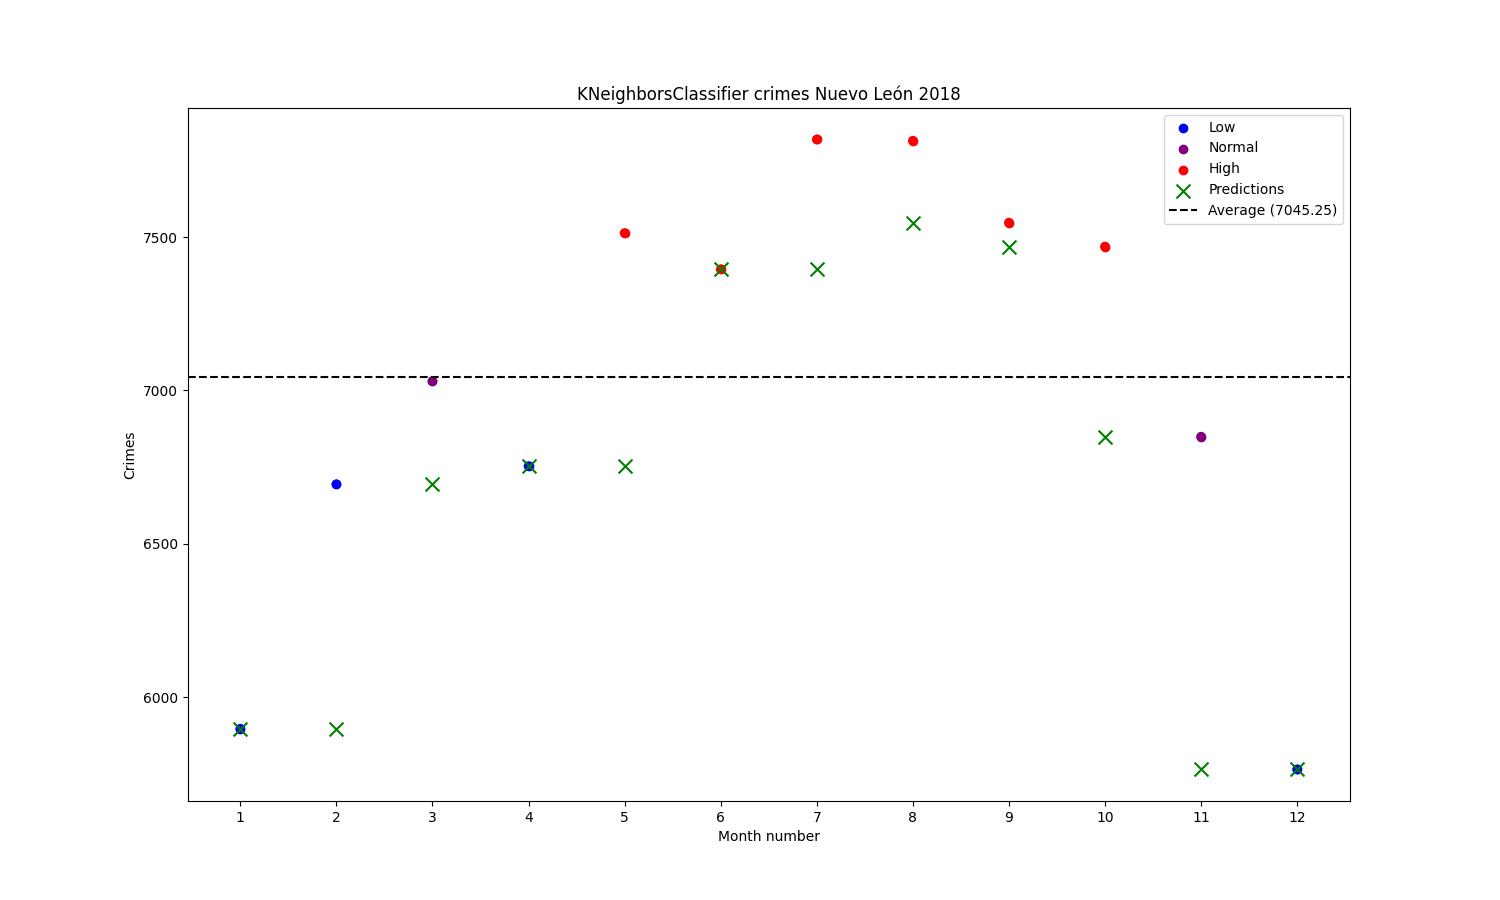 KNeighborsClassifier crimes Nuevo León 2018
Low
Normal
High
Predictions
Average (7045.25)
7500
7000
6500
6000
Crimes
1 2 3 4 5 6 7 8 9 10 11 12
Month number